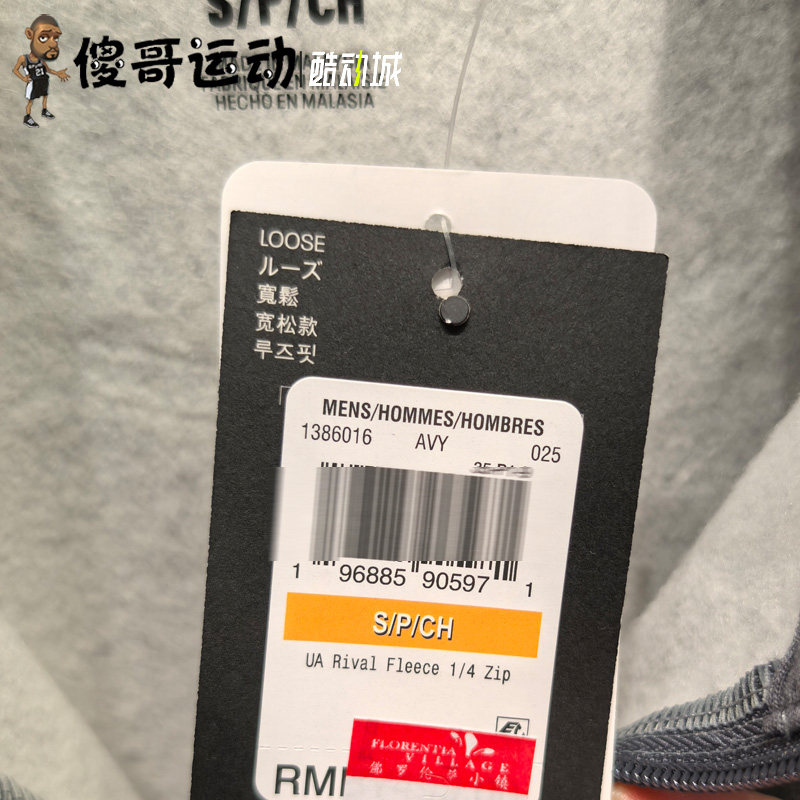 S/P/CH
傻哥运动 酷动城
HECHO EN MALASIA
21
LOOSE
ルーズ
寬鬆
宽松款
루즈핏
MENS/HOMMES/HOMBRES
1386016 AVY 025
1 96885 90597 1
S/P/CH
UA Rival Fleece 1/4 Zip
FLORENTIA
VILLAGE
佛罗伦萨小镇